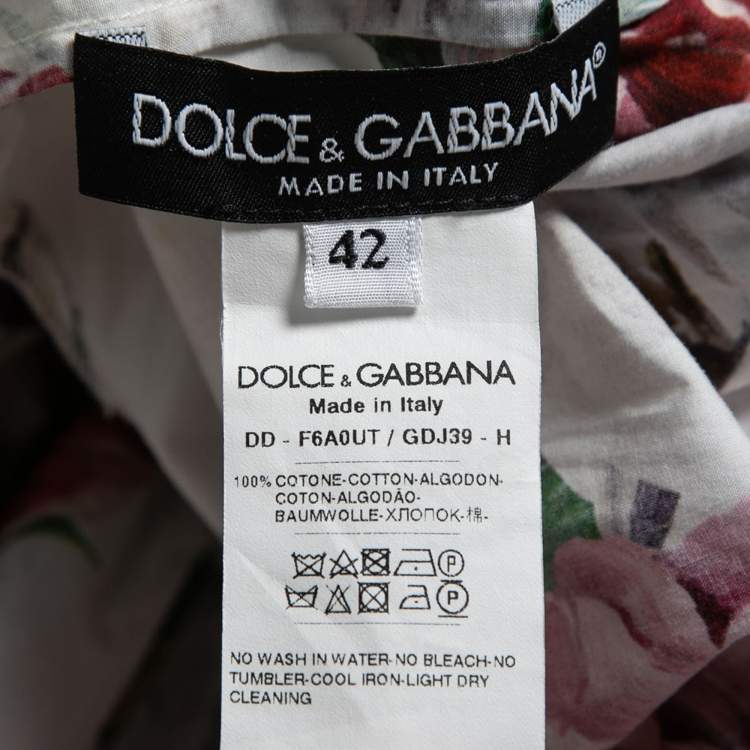 DOLCE & GABBANA®
MADE IN ITALY
42
DOLCE & GABBANA
Made in Italy
DD - F6A0UT / GDJ39 - H
100% COTONE-COTTON-ALGODON-
COTON-ALGODÃO-
BAUMWOLLE-ХЛОПОК-棉-
P
P
NO WASH IN WATER-NO BLEACH-NO
TUMBLER-COOL IRON-LIGHT DRY
CLEANING